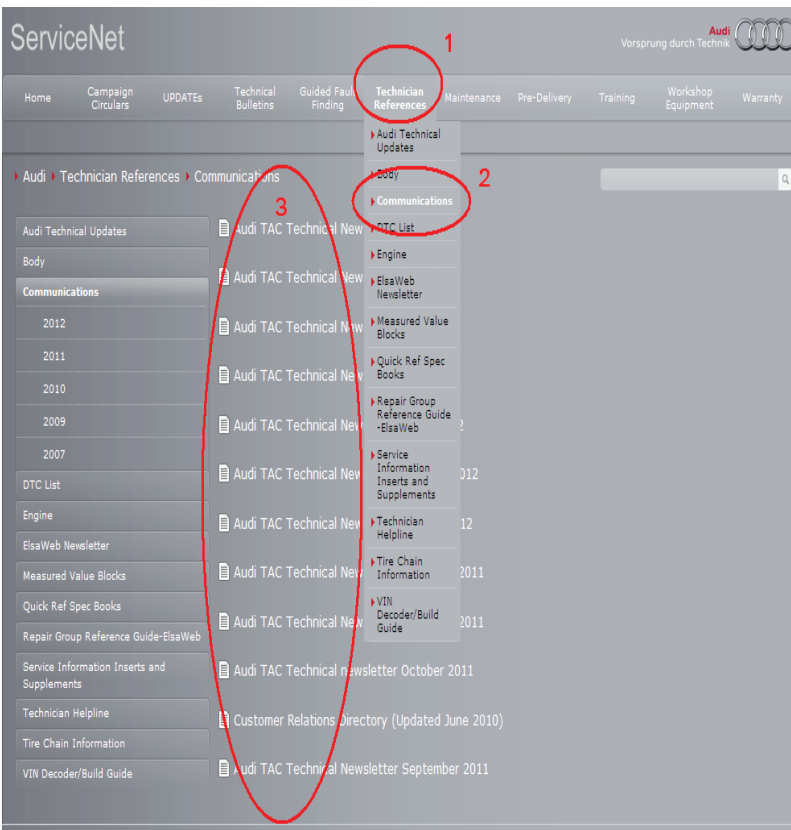 ServiceNet
1
Audi
Vorsprung durch Technik
Home
Campaign
Circulars
UPDATEs
Technical
Bulletins
Guided Fault
Finding
Technician
References
Maintenance
Pre-Delivery
Training
Workshop
Equipment
Warranty
Audi Technical
Updates
Body
Communications
DTC List
Engine
ElsaWeb
Newsletter
Measured Value
Blocks
Quick Ref Spec
Books
Repair Group
Reference Guide
-ElsaWeb
Service
Information
Inserts and
Supplements
Technician
Helpline
Tire Chain
Information
VIN
Decoder/Build
Guide
2
Audi Technician References Communications
3
Audi Technical Updates
Body
Communications
2012
2011
2010
2009
2007
DTC List
Engine
ElsaWeb Newsletter
Measured Value Blocks
Quick Ref Spec Books
Repair Group Reference Guide-ElsaWeb
Service Information Inserts and
Supplements
Technician Helpline
Tire Chain Information
VIN Decoder/Build Guide
Audi TAC Technical New
Audi TAC Technical New
Audi TAC Technical New
Audi TAC Technical New
Audi TAC Technical New 2
Audi TAC Technical New 012
Audi TAC Technical New 12
Audi TAC Technical New 2011
Audi TAC Technical New 2011
Audi TAC Technical newsletter October 2011
Customer Relations Directory (Updated June 2010)
Audi TAC Technical Newsletter September 2011